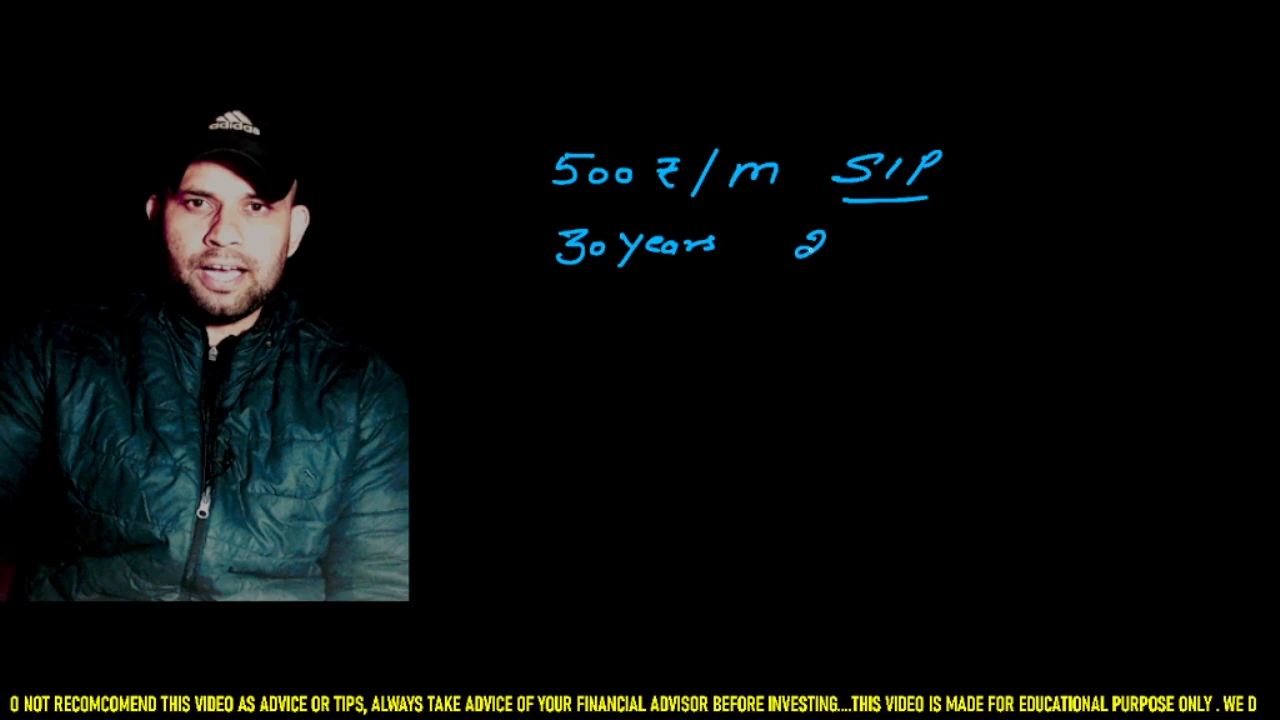 adidas
500 ₹/m SIP
30 years 2
O NOT RECOMCOMEND THIS VIDEO AS ADVICE OR TIPS, ALWAYS TAKE ADVICE OF YOUR FINANCIAL ADVISOR BEFORE INVESTING....THIS VIDEO IS MADE FOR EDUCATIONAL PURPOSE ONLY . WE D